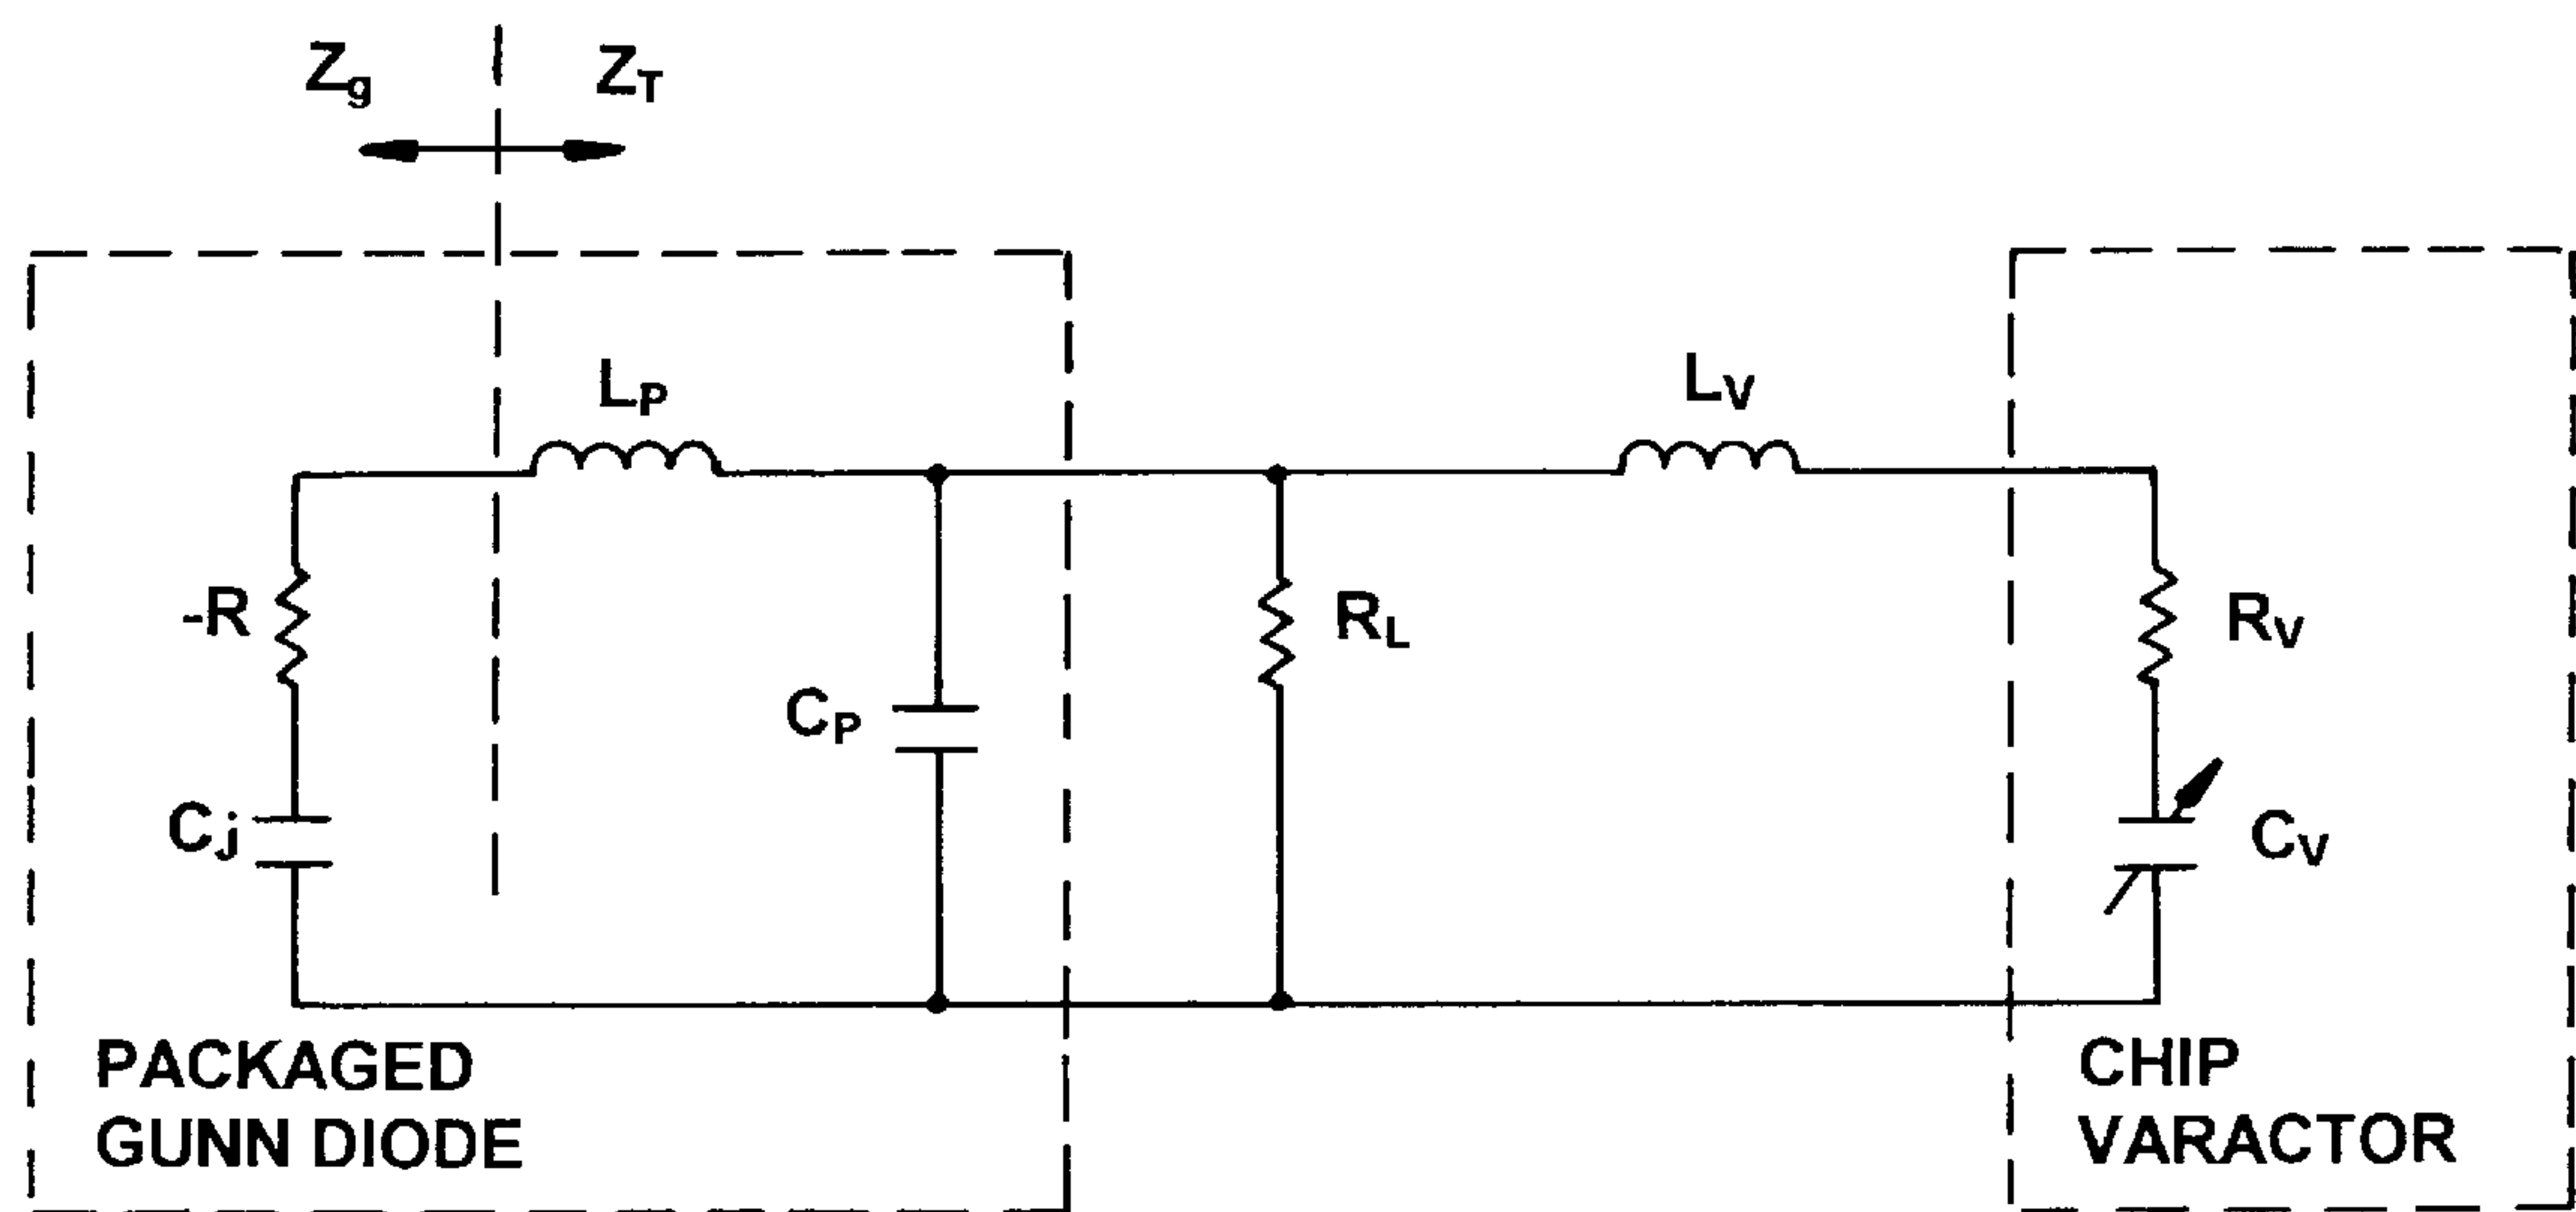 Zg
ZT
LP
LV
-R
CP
RL
RV
Cj
CV
PACKAGED
GUNN DIODE
CHIP
VARACTOR